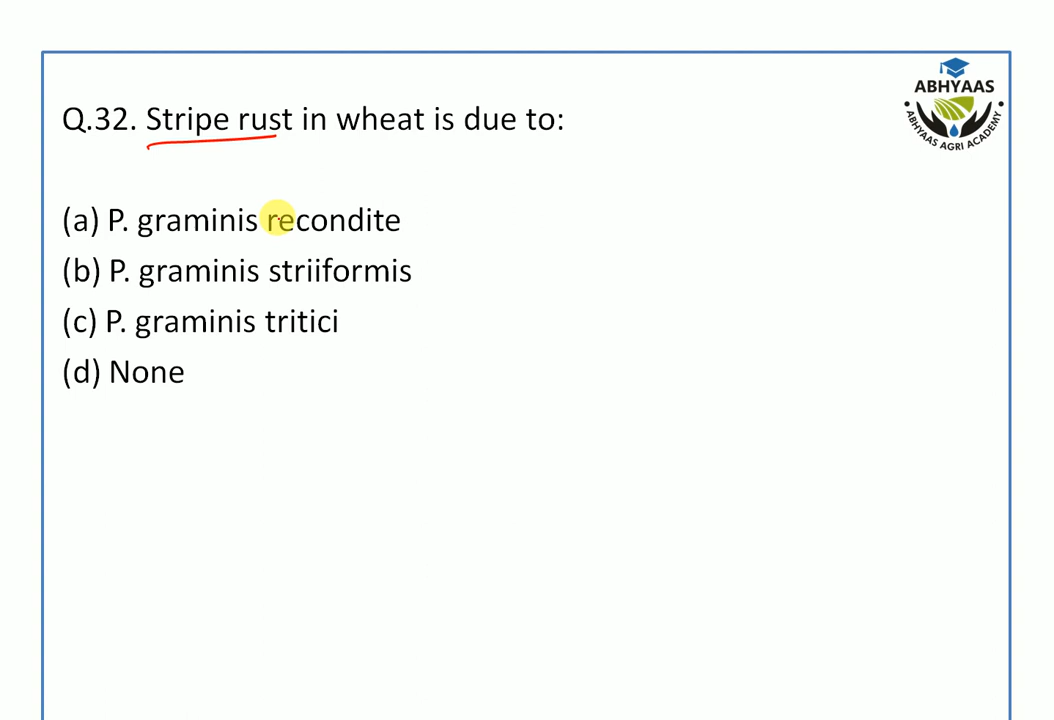 ABHYAAS
ABHYAAS AGRI ACADEMY
Q.32. Stripe rust in wheat is due to:
(a) P. graminis recondite
(b) P. graminis striiformis
(c) P. graminis tritici
(d) None